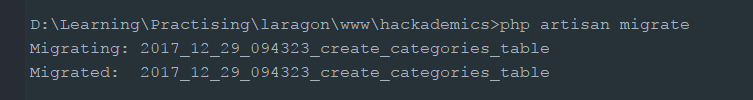 D:\Learning\Practising\laragon\www\hackademics>php artisan migrate
Migrating: 2017_12_29_094323_create_categories_table
Migrated:  2017_12_29_094323_create_categories_table